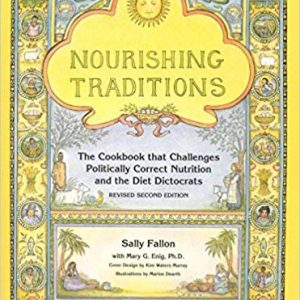 NOURISHING
TRADITIONS
The Cookbook that Challenges
Politically Correct Nutrition
and the Diet Dictocrats
REVISED SECOND EDITION
Sally Fallon
with Mary G. Enig, Ph.D.
Cover Design by Kim Waters Murray
Illustrations by Marion Dearth